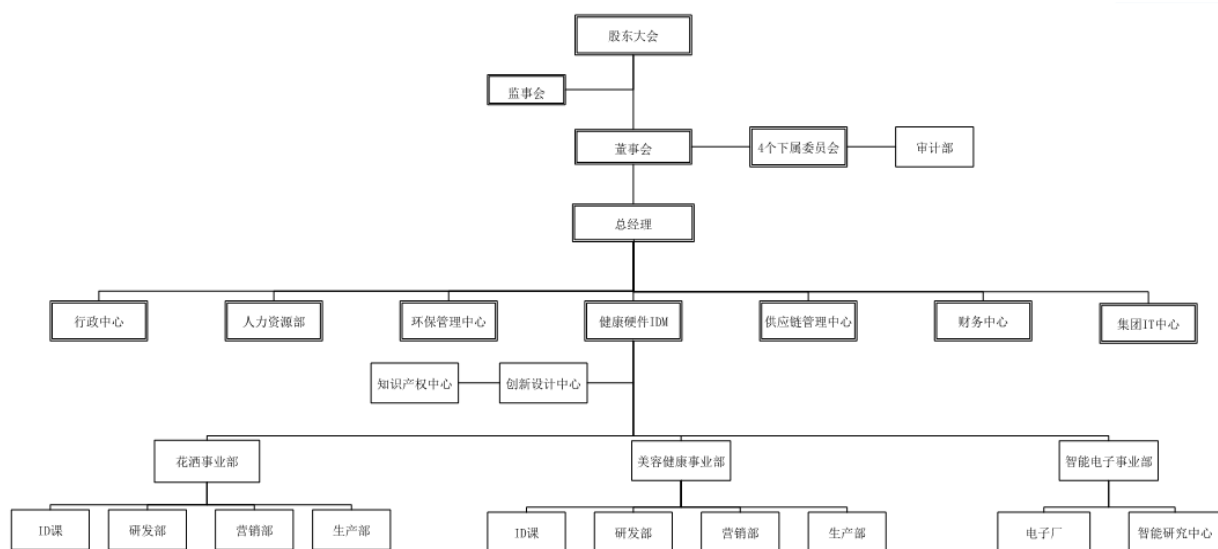 股东大会
监事会
董事会
4个下属委员会
审计部
总经理
行政中心
人力资源部
环保管理中心
健康硬件IDM
供应链管理中心
财务中心
集团IT中心
知识产权中心
创新设计中心
花洒事业部
美容健康事业部
智能电子事业部
ID课
研发部
营销部
生产部
ID课
研发部
营销部
生产部
电子厂
智能研究中心